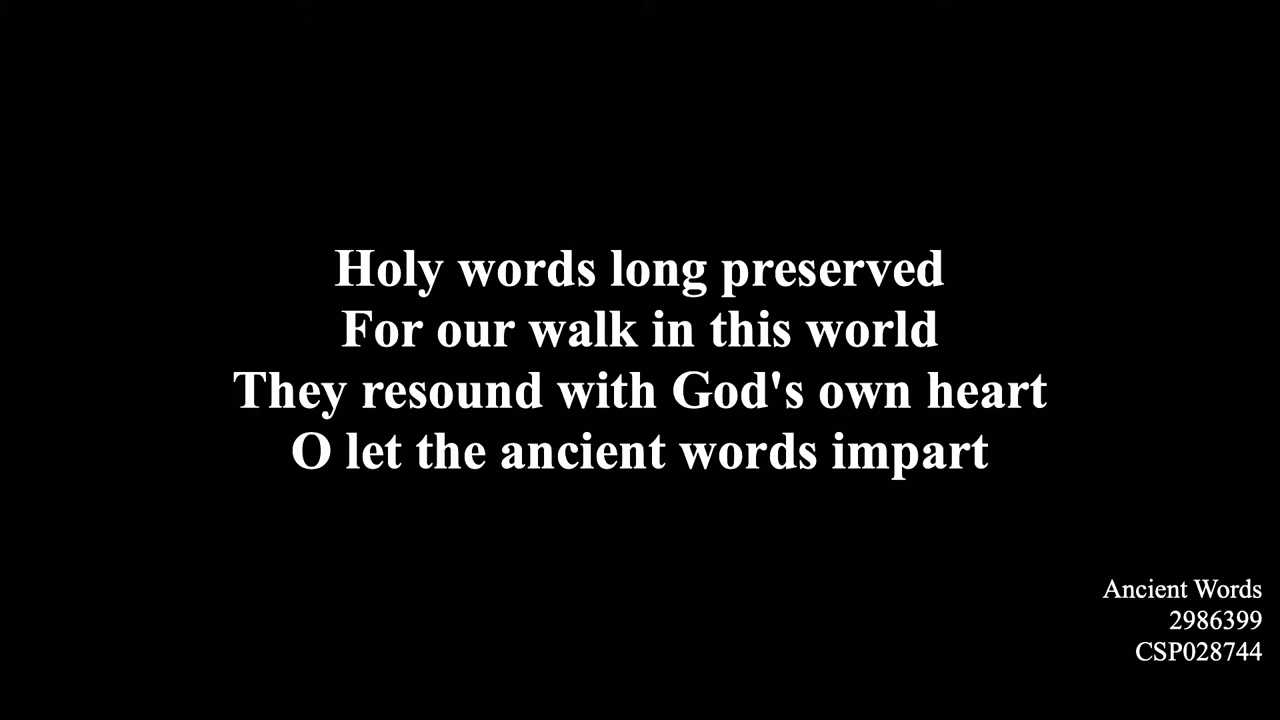 Holy words long preserved
For our walk in this world
They resound with God's own heart
O let the ancient words impart
Ancient Words
2986399
CSP028744